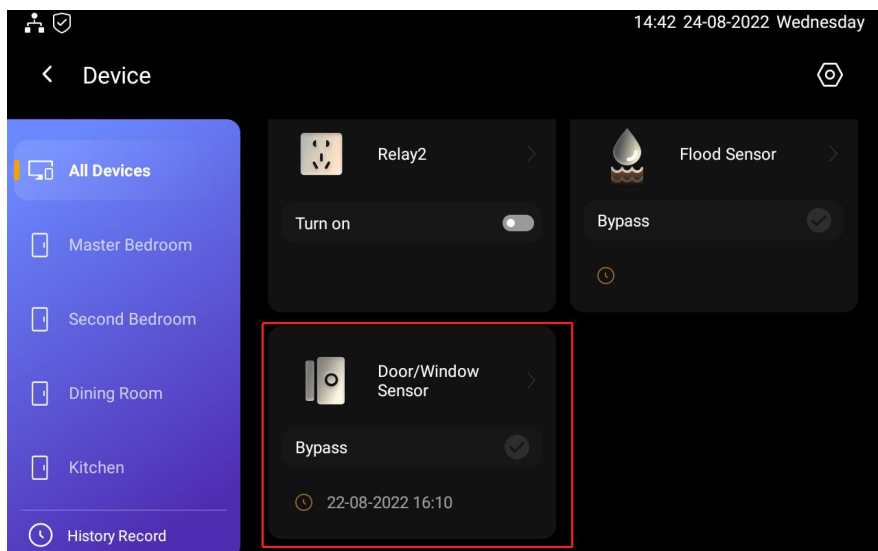 14:42 24-08-2022 Wednesday
Device
All Devices
Master Bedroom
Second Bedroom
Dining Room
Kitchen
History Record
Relay2
Turn on
Flood Sensor
Bypass
Door/Window
Sensor
Bypass
22-08-2022 16:10